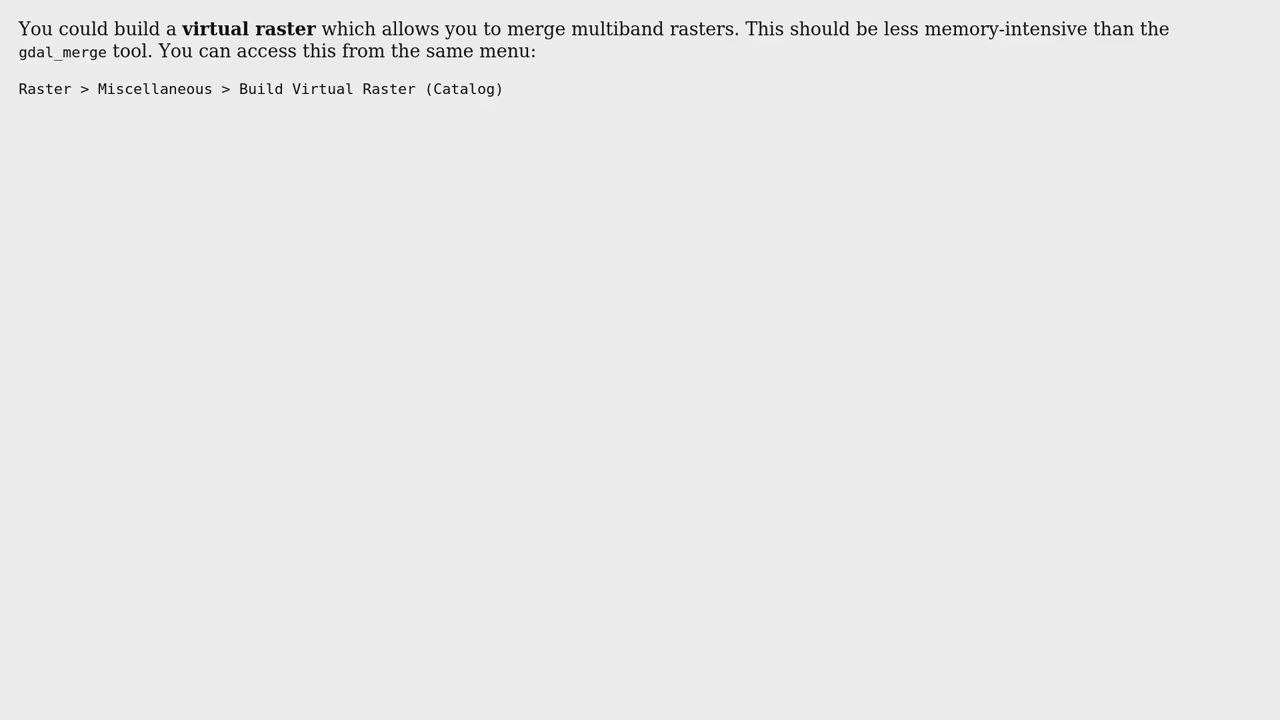 You could build a virtual raster which allows you to merge multiband rasters. This should be less memory-intensive than the
gdal_merge tool. You can access this from the same menu:
Raster > Miscellaneous > Build Virtual Raster (Catalog)